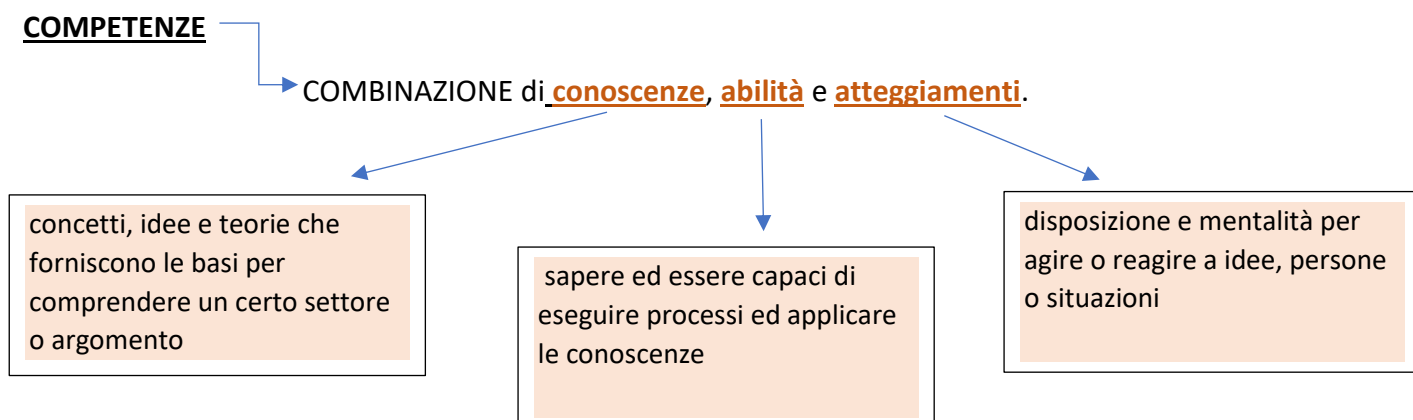 COMPETENZE
COMBINAZIONE di conoscenze, abilità e atteggiamenti.
concetti, idee e teorie che
forniscono le basi per
comprendere un certo settore
o argomento
sapere ed essere capaci di
eseguire processi ed applicare
le conoscenze
disposizione e mentalità per
agire o reagire a idee, persone
o situazioni